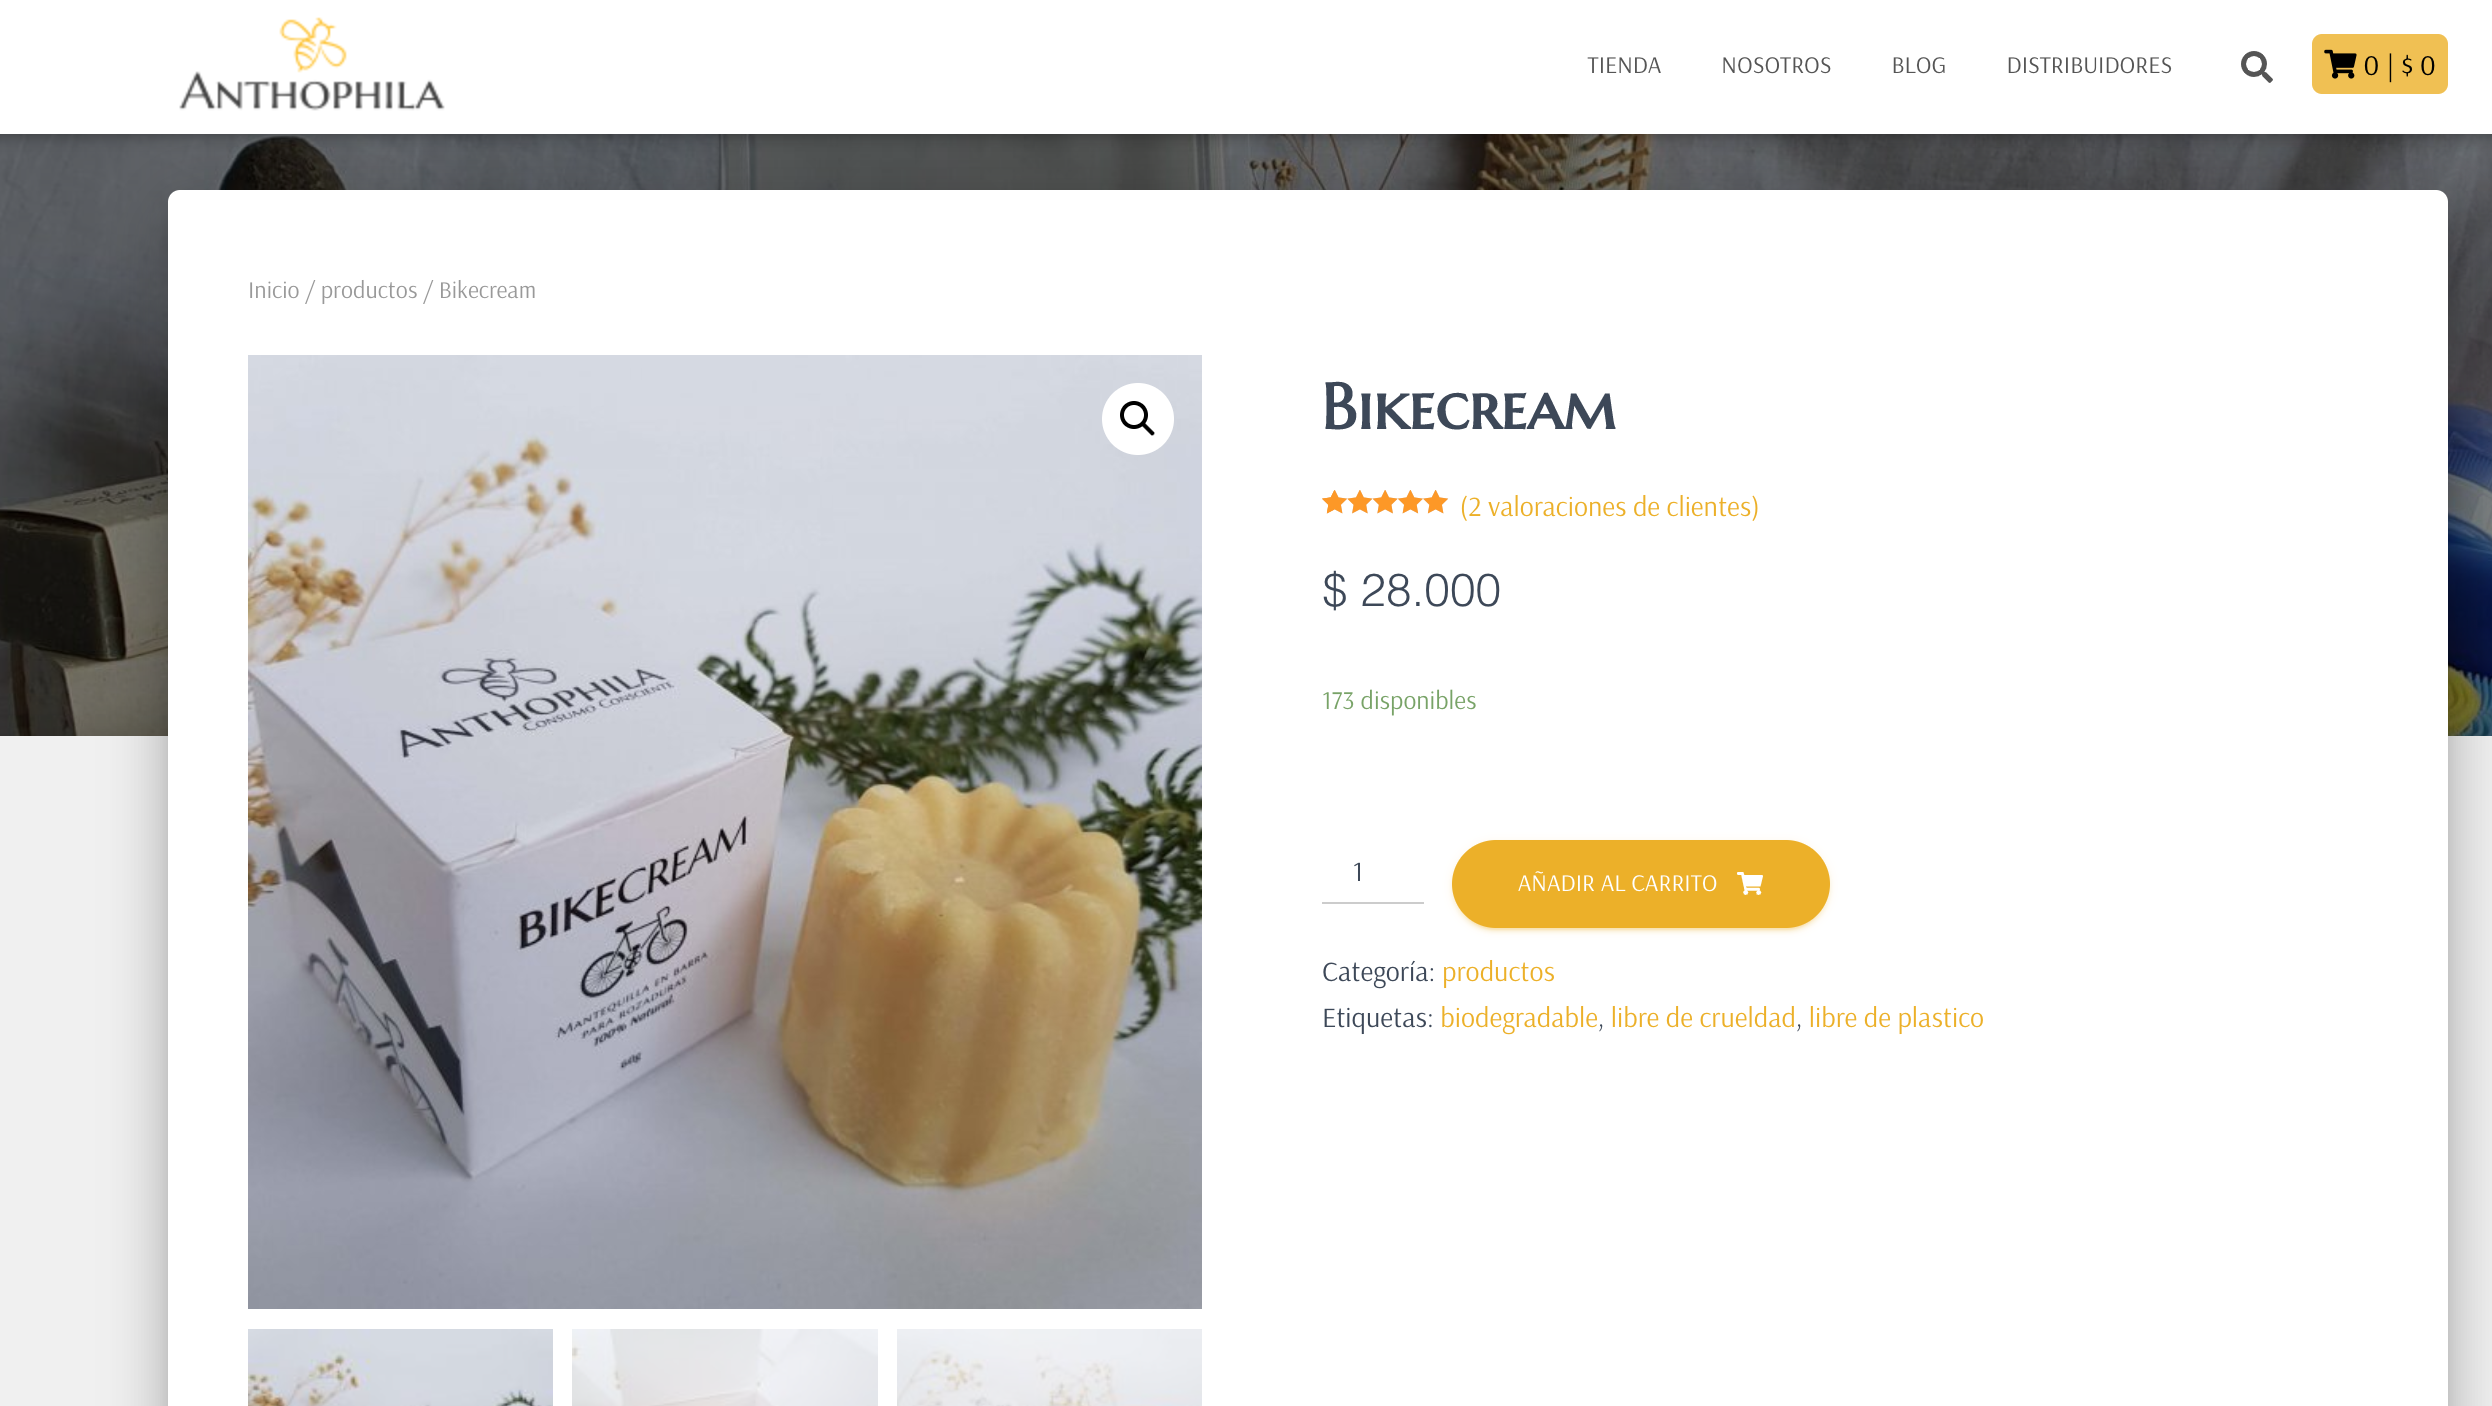 ANTHOPHILA
TIENDA
NOSOTROS
BLOG
DISTRIBUIDORES
0 | $ 0
Inicio / productos / Bikecream
ANTHOPHILA
CONSUMO CONSCIENTE
BIKECREAM
MANTEQUILLA EN BARRA
PARA ROZADURAS
100% Natural
60g
BIKECREAM
(2 valoraciones de clientes)
$ 28.000
173 disponibles
1
AÑADIR AL CARRITO
Categoría: productos
Etiquetas: biodegradable, libre de crueldad, libre de plastico